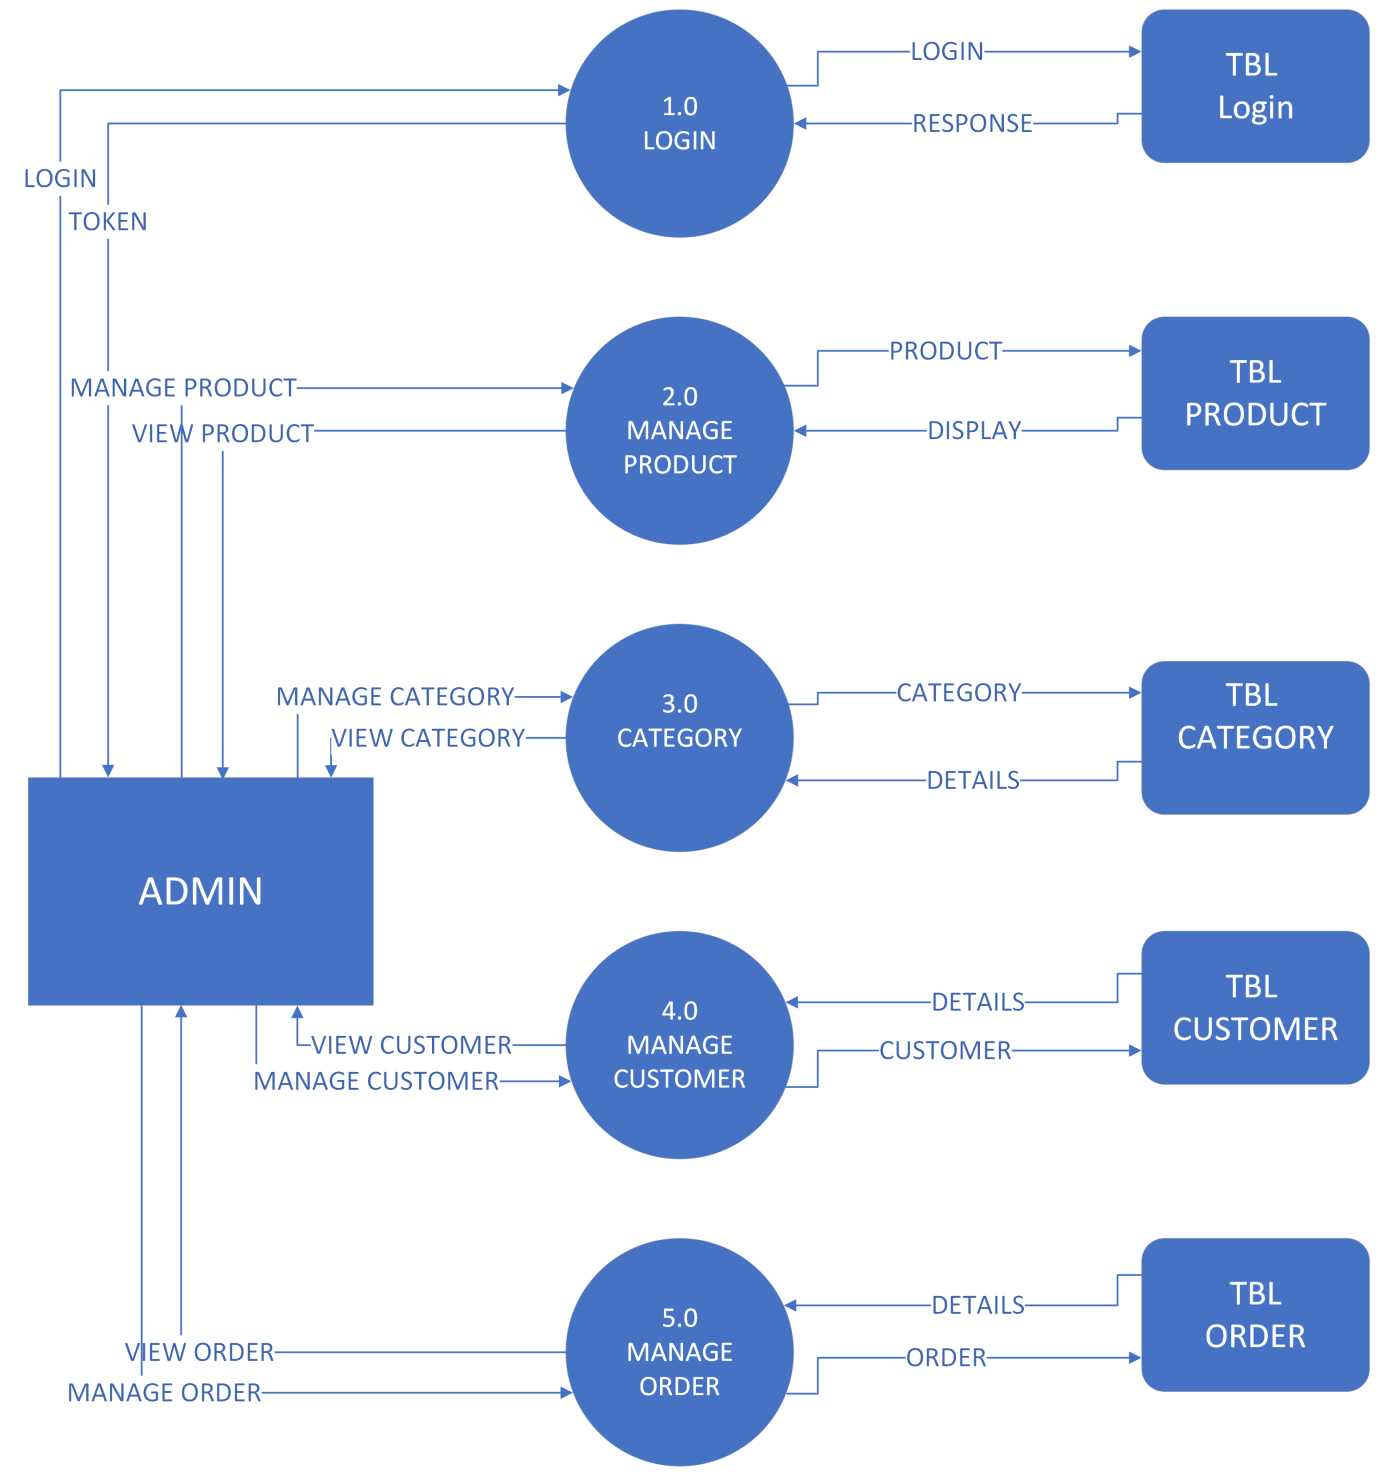 LOGIN
TBL
Login
1.0
LOGIN
RESPONSE
LOGIN
TOKEN
PRODUCT
TBL
PRODUCT
MANAGE PRODUCT
2.0
MANAGE
PRODUCT
VIEW PRODUCT
DISPLAY
MANAGE CATEGORY
3.0
CATEGORY
CATEGORY
TBL
CATEGORY
VIEW CATEGORY
DETAILS
ADMIN
DETAILS
TBL
CUSTOMER
4.0
MANAGE
CUSTOMER
VIEW CUSTOMER
CUSTOMER
MANAGE CUSTOMER
DETAILS
TBL
ORDER
5.0
MANAGE
ORDER
VIEW ORDER
ORDER
MANAGE ORDER